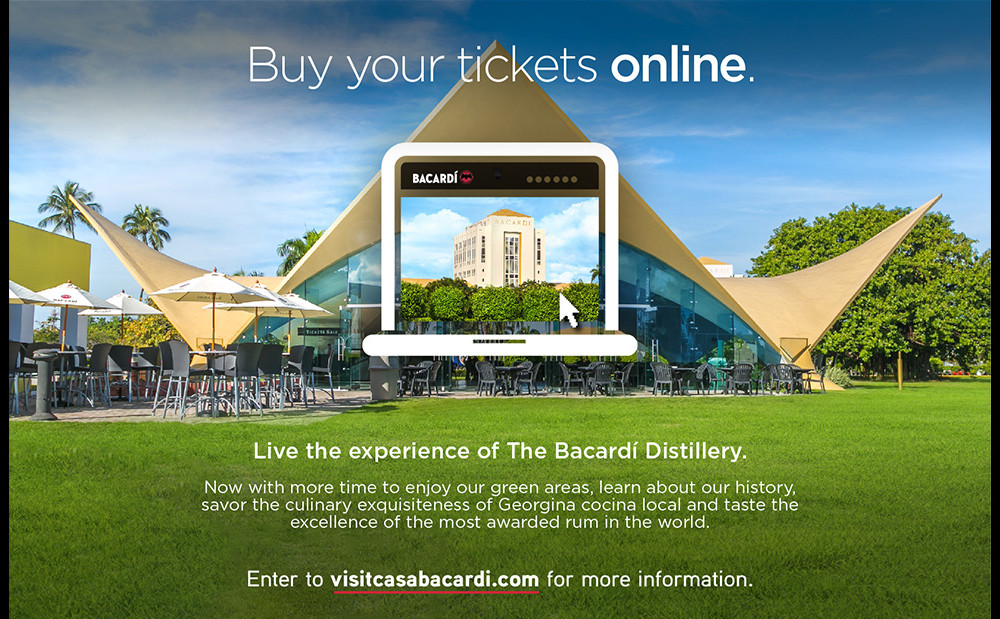 Buy your tickets online.
BACARDÍ
BACARDI
Live the experience of The Bacardí Distillery.
Now with more time to enjoy our green areas, learn about our history,
savor the culinary exquisiteness of Georgina cocina local and taste the
excellence of the most awarded rum in the world.
Enter to visitcasabacardi.com for more information.